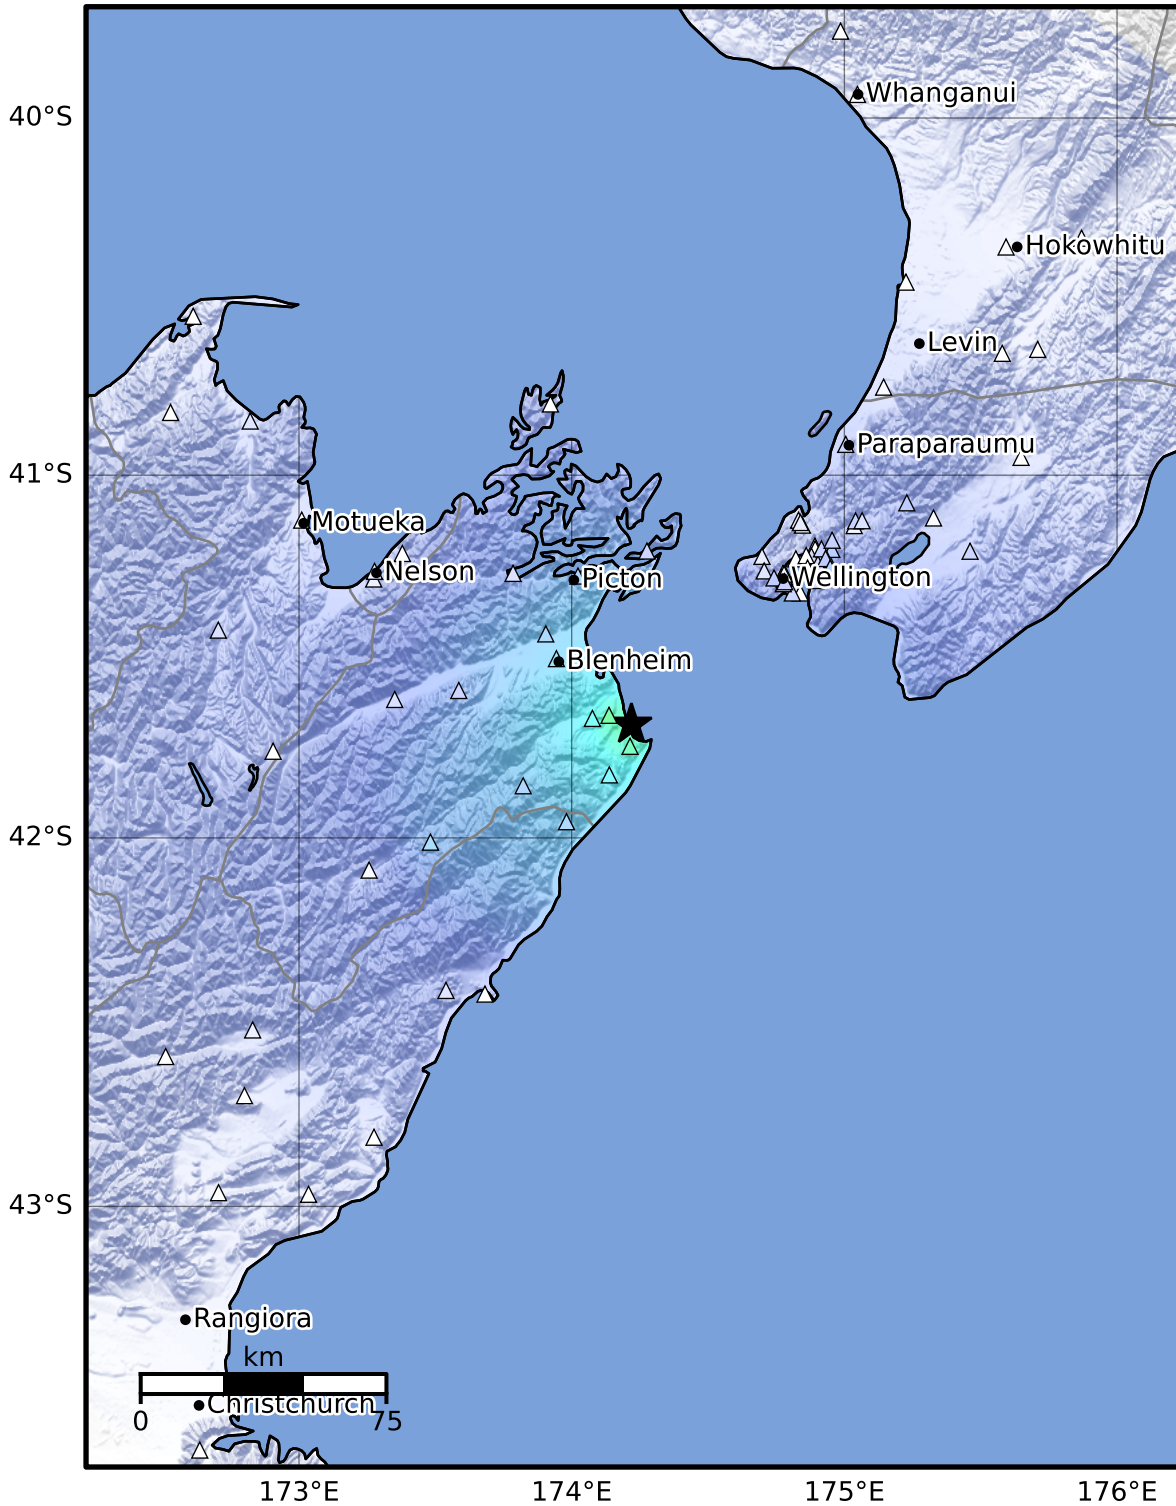 Whanganui
40°S
Hokowhitu
Levin
Paraparaumu
41°S
Motueka
Nelson
Picton
Wellington
Blenheim
42°S
43°S
Rangiora
km
Christchurch
0
75
173°E
174°E
175°E
176°E